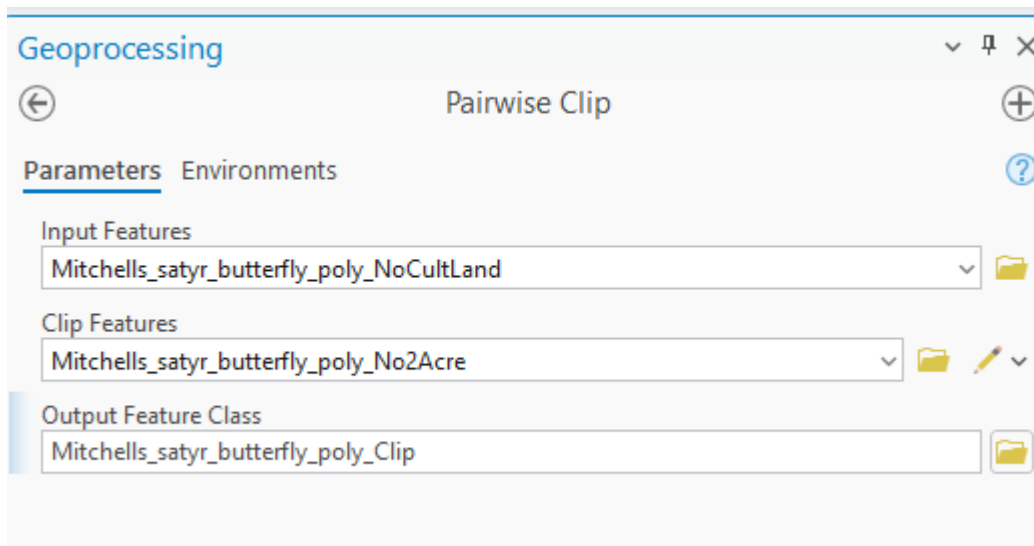 Geoprocessing
Pairwise Clip
Parameters Environments
Input Features
Mitchells_satyr_butterfly_poly_NoCultLand
Clip Features
Mitchells_satyr_butterfly_poly_No2Acre
Output Feature Class
Mitchells_satyr_butterfly_poly_Clip